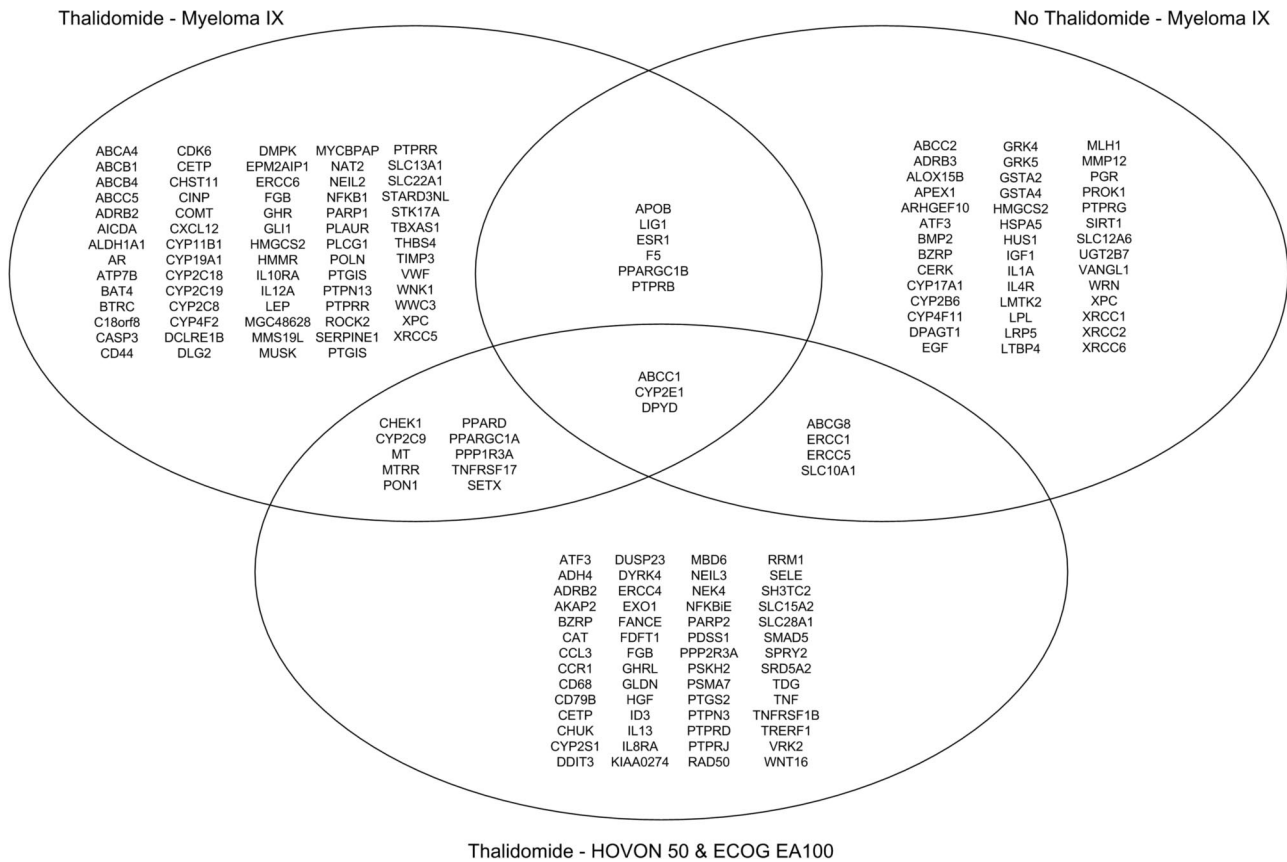 Thalidomide - Myeloma IX
No Thalidomide - Myeloma IX
ABCA4 CDK6 DMPK MYCBPAP PTPRR
ABCB1 CETP EPM2AIP1 NAT2 SLC13A1
ABCB4 CHST11 ERCC6 NEIL2 SLC22A1
ABCC5 CINP FGB NFKB1 STARD3NL
ADRB2 COMT GHR PARP1 STK17A
AICDA CXCL12 GLI1 PLAUR TBXAS1
ALDH1A1 CYP11B1 HMGCS2 PLCG1 THBS4
AR CYP19A1 HMMR POLN TIMP3
ATP7B CYP2C18 IL10RA PTGIS VWF
BAT4 CYP2C19 IL12A PTPN13 WNK1
BTRC CYP2C8 LEP PTPRR WWC3
C18orf8 CYP4F2 MGC48628 ROCK2 XPC
CASP3 DCLRE1B MMS19L SERPINE1 XRCC5
CD44 DLG2 MUSK PTGIS
APOB
LIG1
ESR1
F5
PPARGC1B
PTPRB
ABCC2 GRK4 MLH1
ADRB3 GRK5 MMP12
ALOX15B GSTA2 PGR
APEX1 GSTA4 PROK1
ARHGEF10 HMGCS2 PTPRG
ATF3 HSPA5 SIRT1
BMP2 HUS1 SLC12A6
BZRP IGF1 UGT2B7
CERK IL1A VANGL1
CYP17A1 IL4R WRN
CYP2B6 LMTK2 XPC
CYP4F11 LPL XRCC1
DPAGT1 LRP5 XRCC2
EGF LTBP4 XRCC6
ABCC1
CYP2E1
DPYD
CHEK1 PPARD
CYP2C9 PPARGC1A
MT PPP1R3A
MTRR TNFRSF17
PON1 SETX
ABCG8
ERCC1
ERCC5
SLC10A1
ATF3 DUSP23 MBD6 RRM1
ADH4 DYRK4 NEIL3 SELE
ADRB2 ERCC4 NEK4 SH3TC2
AKAP2 EXO1 NFKBiE SLC15A2
BZRP FANCE PARP2 SLC28A1
CAT FDFT1 PDSS1 SMAD5
CCL3 FGB PPP2R3A SPRY2
CCR1 GHRL PSKH2 SRD5A2
CD68 GLDN PSMA7 TDG
CD79B HGF PTGS2 TNF
CETP ID3 PTPN3 TNFRSF1B
CHUK IL13 PTPRD TRERF1
CYP2S1 IL8RA PTPRJ VRK2
DDIT3 KIAA0274 RAD50 WNT16
Thalidomide - HOVON 50 & ECOG EA100